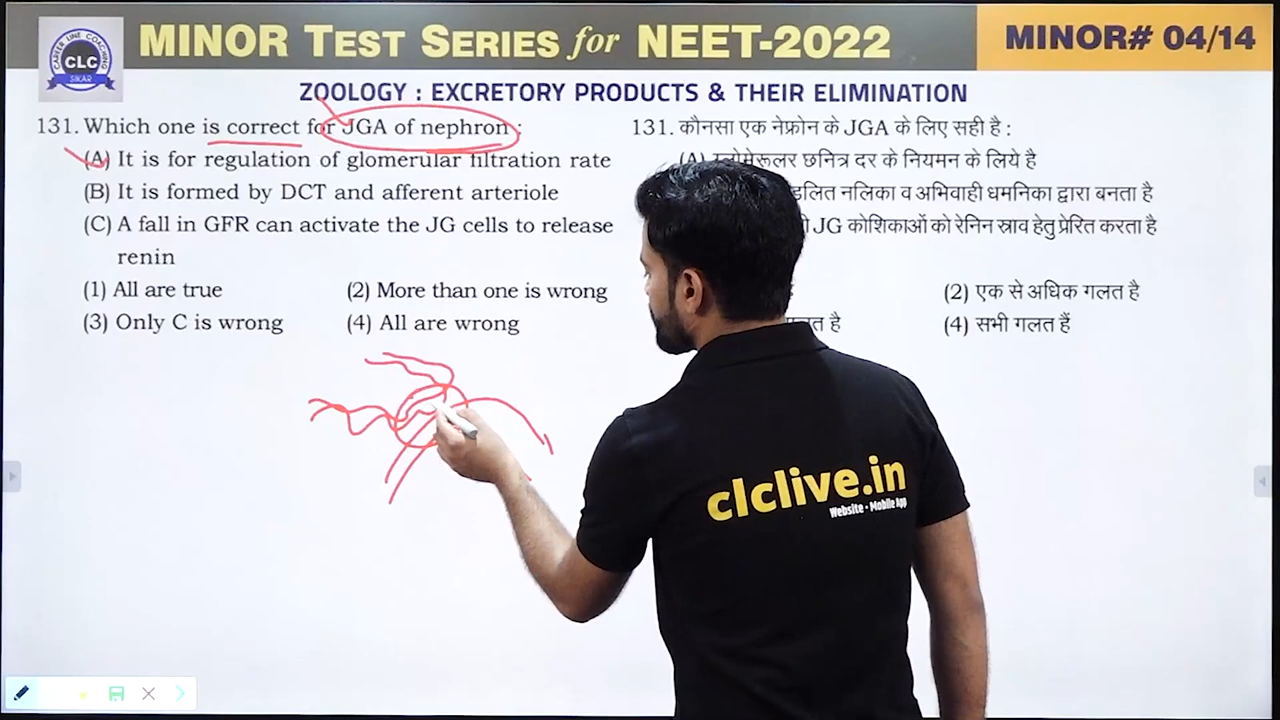 CAREER LINE COACHING
CLC
SIKAR
MINOR TEST SERIES for NEET-2022
MINOR# 04/14
ZOOLOGY : EXCRETORY PRODUCTS & THEIR ELIMINATION
131. Which one is correct for JGA of nephron :
(A) It is for regulation of glomerular filtration rate
(B) It is formed by DCT and afferent arteriole
(C) A fall in GFR can activate the JG cells to release
renin
(1) All are true (2) More than one is wrong
(3) Only C is wrong (4) All are wrong
131. कौनसा एक नेफ्रोन के JGA के लिए सही है :
(A) छनित्र दर के नियमन के लिये है
नलिका व अभिवाही धमनिका द्वारा बनता है
JG कोशिकाओं को रेनिन स्राव हेतु प्रेरित करता है
(2) एक से अधिक गलत है
है (4) सभी गलत हैं
clclive.in
Website • Mobile App